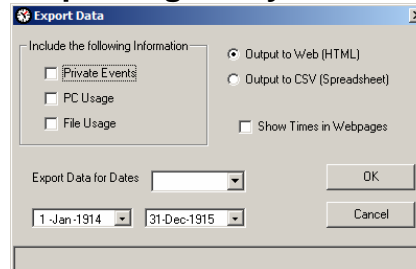 Export Data
Include the following Information
Private Events
PC Usage
File Usage
Output to Web (HTML)
Output to CSV (Spreadsheet)
Show Times in Webpages
Export Data for Dates
OK
1 -Jan-1914
31-Dec-1915
Cancel